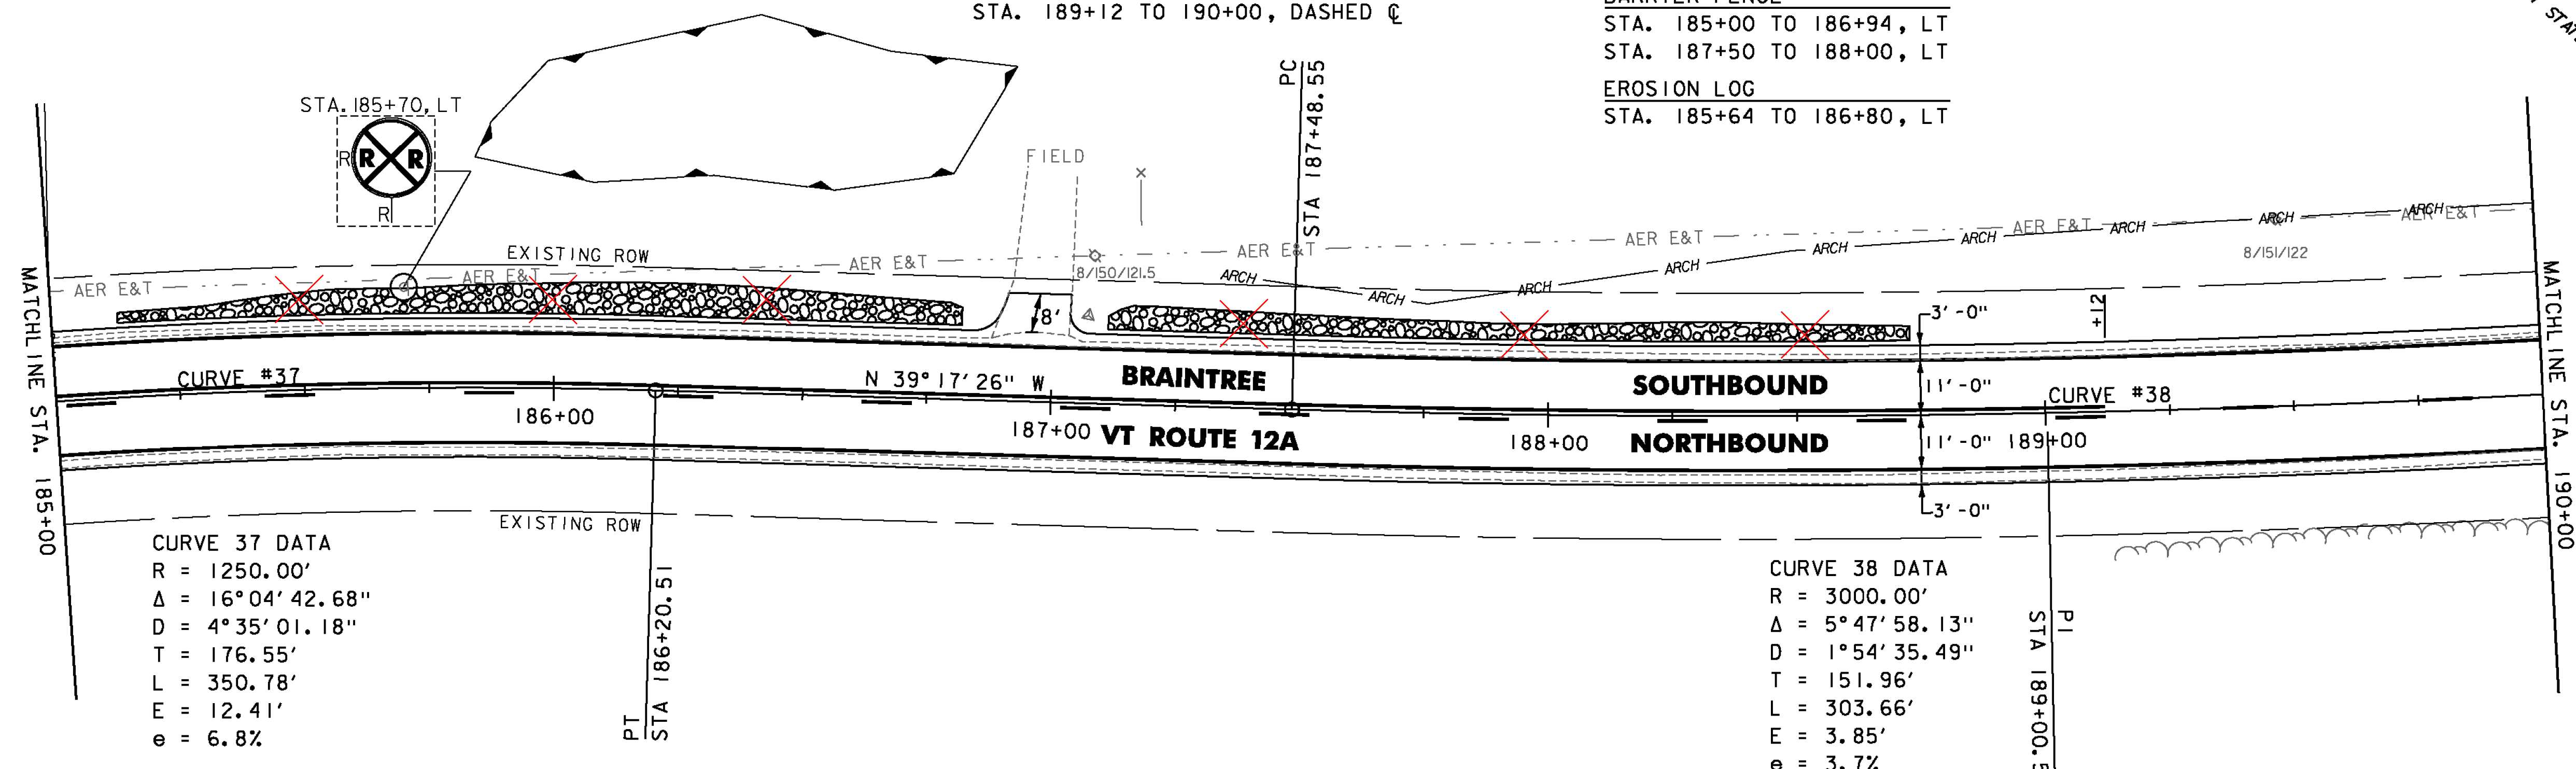 STA. 189+12 TO 190+00, DASHED ℄
STA. 185+00 TO 186+94, LT
STA. 187+50 TO 188+00, LT
EROSION LOG
STA. 185+64 TO 186+80, LT
STA. 185+70, LT
R R R
R
FIELD
PC
STA 187+48.55
EXISTING ROW
AER E&T
AER E&T
AER E&T
AER E&T
AER E&T
AER E&T
AER E&T
ARCH
ARCH
ARCH
ARCH
ARCH
ARCH
ARCH
ARCH
ARCH
8/150/121.5
8/151/122
8'
+12
3'-0"
11'-0"
11'-0"
3'-0"
MATCHLINE STA. 185+00
MATCHLINE STA. 190+00
CURVE #37
N 39°17'26" W
BRAINTREE
SOUTHBOUND
CURVE #38
186+00
187+00
VT ROUTE 12A
188+00
NORTHBOUND
189+00
EXISTING ROW
CURVE 37 DATA
R = 1250.00'
Δ = 16°04'42.68"
D = 4°35'01.18"
T = 176.55'
L = 350.78'
E = 12.41'
e = 6.8%
PT
STA 186+20.51
CURVE 38 DATA
R = 3000.00'
Δ = 5°47'58.13"
D = 1°54'35.49"
T = 151.96'
L = 303.66'
E = 3.85'
e = 3.7%
PI
STA 189+00.5